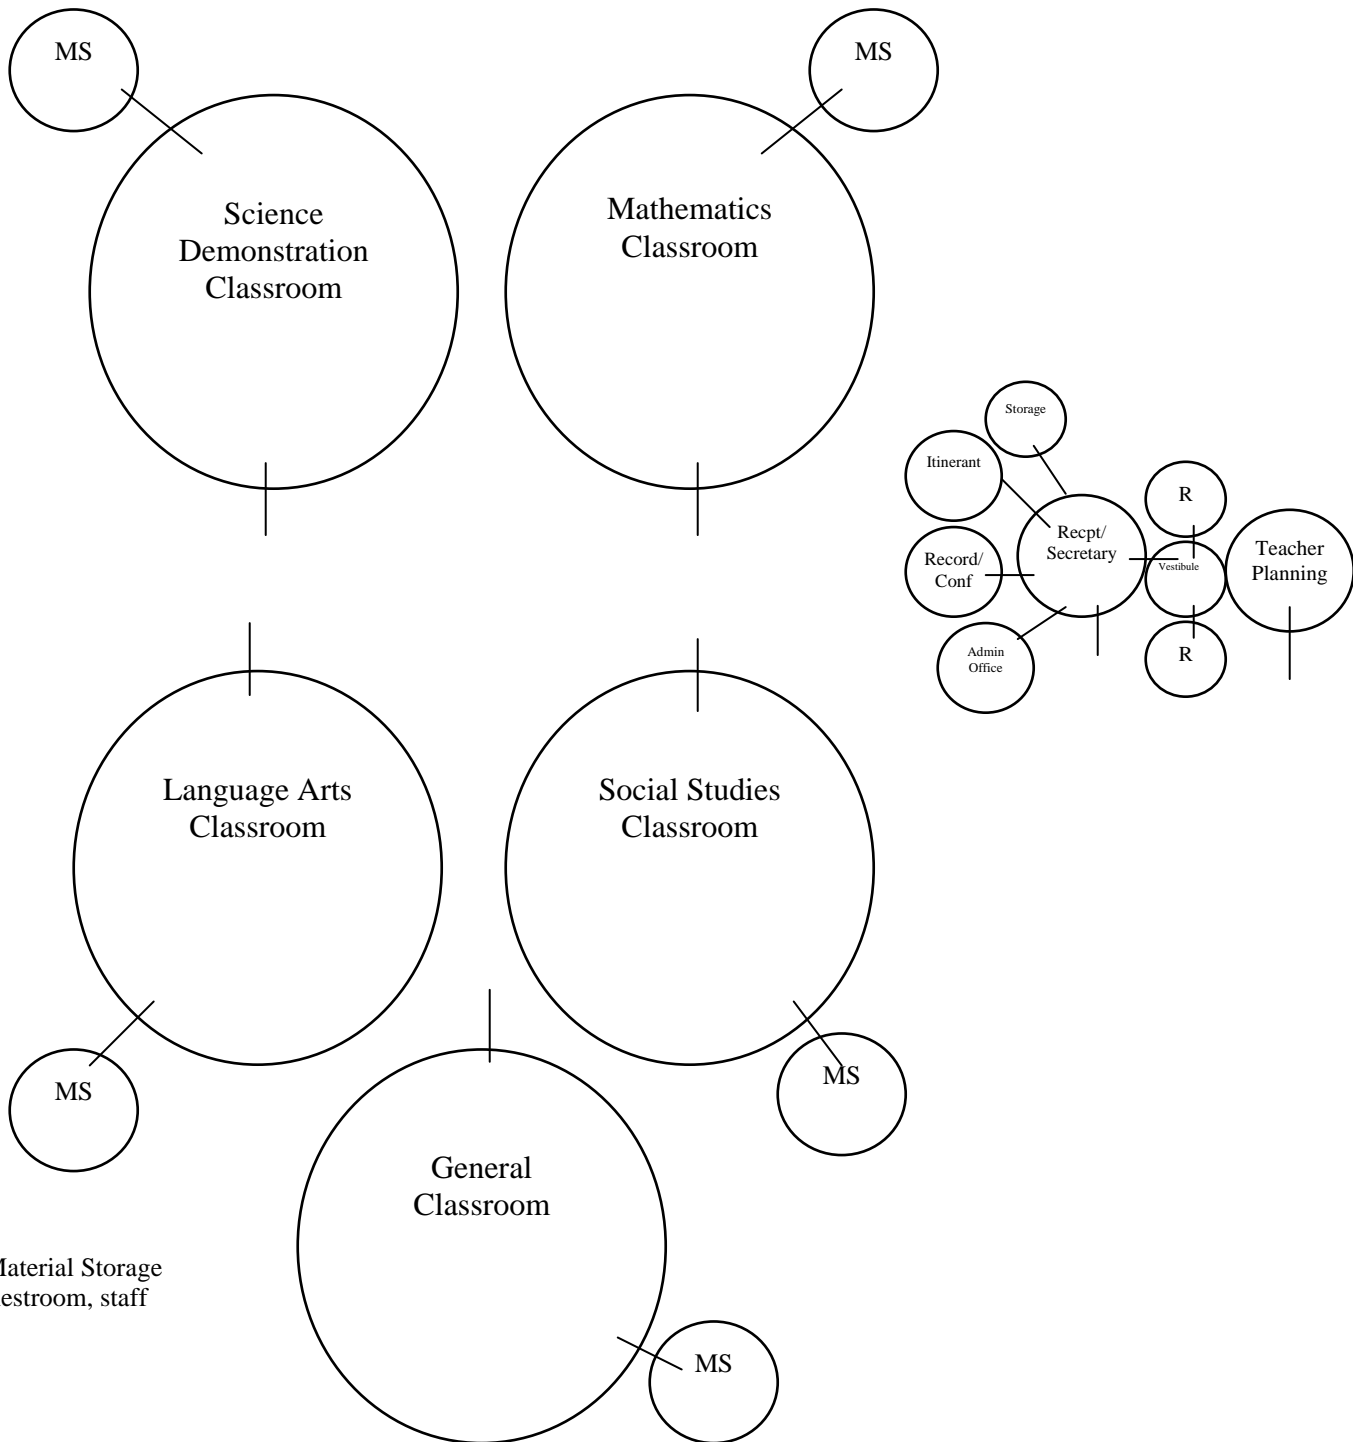 MS
MS
Science
Demonstration
Classroom
Mathematics
Classroom
Storage
Itinerant
R
Recpt/
Secretary
Vestibule
Teacher
Planning
Record/
Conf
Admin
Office
R
Language Arts
Classroom
Social Studies
Classroom
MS
MS
General
Classroom
Material Storage
estroom, staff
MS